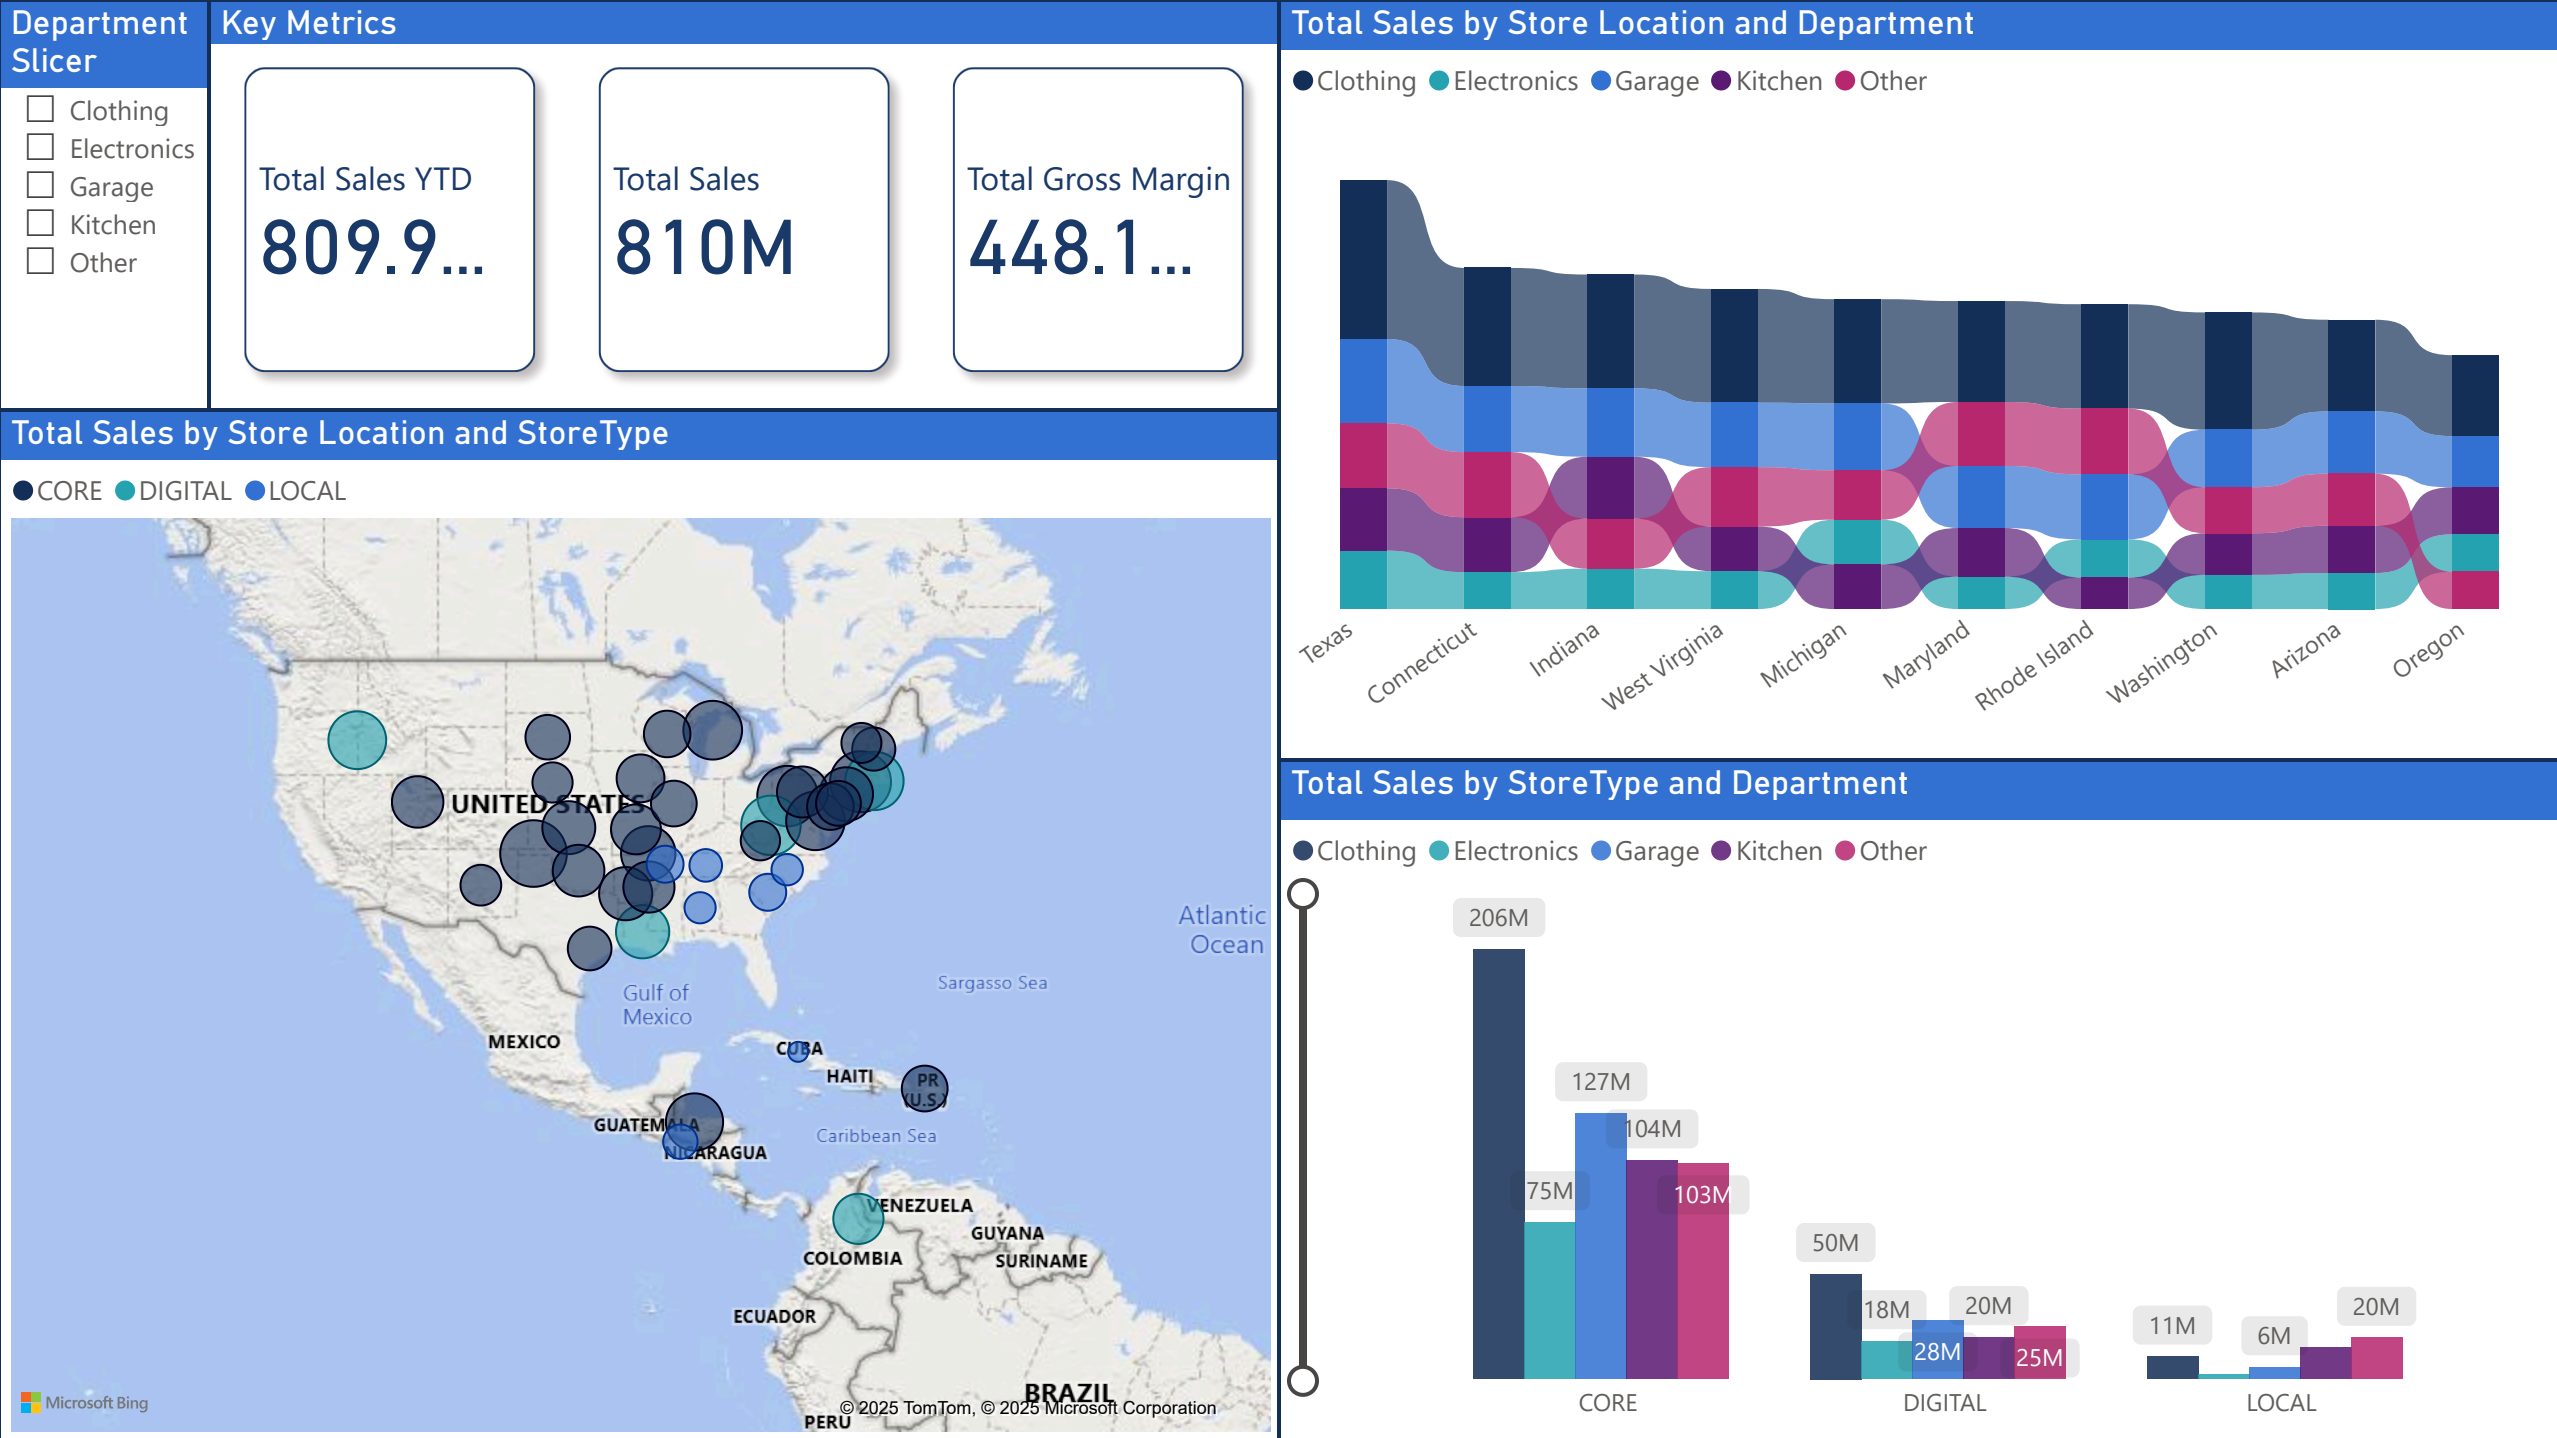 Department
Slicer
Clothing
Electronics
Garage
Kitchen
Other
Key Metrics
Total Sales YTD
809.9...
Total Sales
810M
Total Gross Margin
448.1...
Total Sales by Store Location and StoreType
CORE DIGITAL LOCAL
UNITED STATES
Atlantic
Ocean
Sargasso Sea
Gulf of
Mexico
MEXICO
CUBA
HAITI
PR
(U.S.)
GUATEMALA
Caribbean Sea
NICARAGUA
VENEZUELA
GUYANA
COLOMBIA
SURINAME
ECUADOR
BRAZIL
PERU
Microsoft Bing
© 2025 TomTom, © 2025 Microsoft Corporation
Total Sales by Store Location and Department
Clothing Electronics Garage Kitchen Other
Texas
Connecticut
Indiana
West Virginia
Michigan
Maryland
Rhode Island
Washington
Arizona
Oregon
Total Sales by StoreType and Department
Clothing Electronics Garage Kitchen Other
206M
75M
127M
104M
103M
50M
18M
28M
20M
25M
11M
6M
20M
CORE
DIGITAL
LOCAL